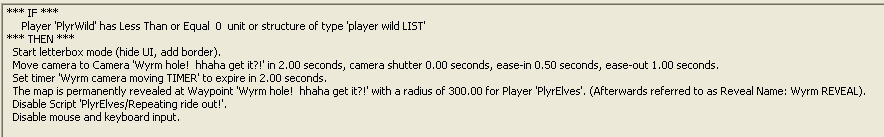 *** IF ***
Player 'PlyrWild' has Less Than or Equal  0  unit or structure of type 'player wild LIST'
*** THEN ***
Start letterbox mode (hide UI, add border).
Move camera to Camera 'Wyrm hole!  hhaha get it?!' in 2.00 seconds, camera shutter 0.00 seconds, ease-in 0.50 seconds, ease-out 1.00 seconds.
Set timer 'Wyrm camera moving TIMER' to expire in 2.00 seconds.
The map is permanently revealed at Waypoint 'Wyrm hole!  hhaha get it?!' with a radius of 300.00 for Player 'PlyrElves'. (Afterwards referred to as Reveal Name: Wyrm REVEAL).
Disable Script 'PlyrElves/Repeating ride out!'.
Disable mouse and keyboard input.